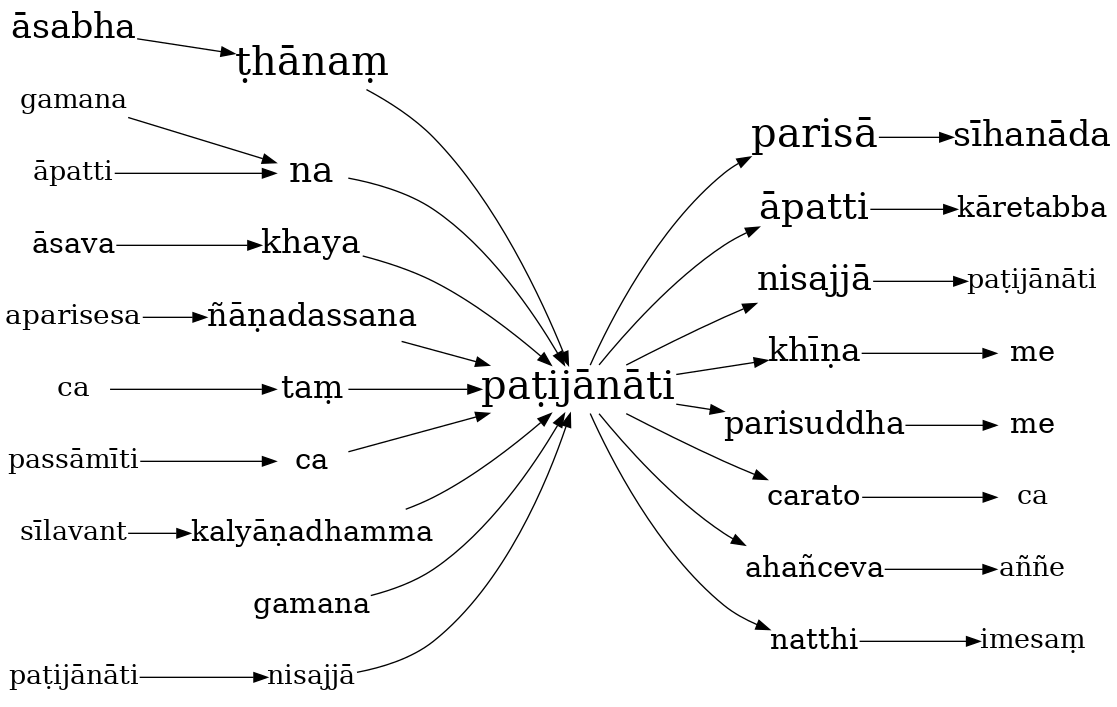 āsabha
ṭhānaṃ
gamana
parisā
sīhanāda
āpatti
na
āpatti
kāretabba
āsava
khaya
nisajjā
paṭijānāti
aparisesa
ñāṇadassana
khīṇa
me
ca
taṃ
paṭijānāti
parisuddha
me
passāmīti
ca
carato
ca
sīlavant
kalyāṇadhamma
ahañceva
aññe
gamana
natthi
imesaṃ
paṭijānāti
nisajjā